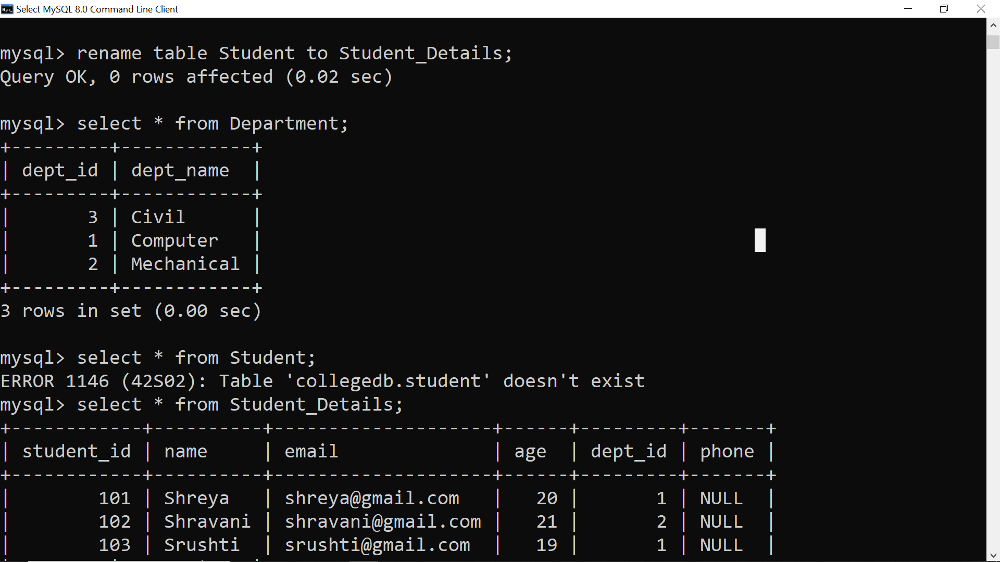 Select MySQL 8.0 Command Line Client
mysql> rename table Student to Student_Details;
Query OK, 0 rows affected (0.02 sec)
mysql> select * from Department;
+---------+------------+
| dept_id | dept_name  |
+---------+------------+
|       3 | Civil      |
|       1 | Computer   |
|       2 | Mechanical |
+---------+------------+
3 rows in set (0.00 sec)
mysql> select * from Student;
ERROR 1146 (42S02): Table 'collegedb.student' doesn't exist
mysql> select * from Student_Details;
+------------+----------+--------------------+------+---------+-------+
| student_id | name     | email              | age  | dept_id | phone |
+------------+----------+--------------------+------+---------+-------+
|        101 | Shreya   | shreya@gmail.com   |   20 |       1 | NULL  |
|        102 | Shravani | shravani@gmail.com |   21 |       2 | NULL  |
|        103 | Srushti  | srushti@gmail.com  |   19 |       1 | NULL  |